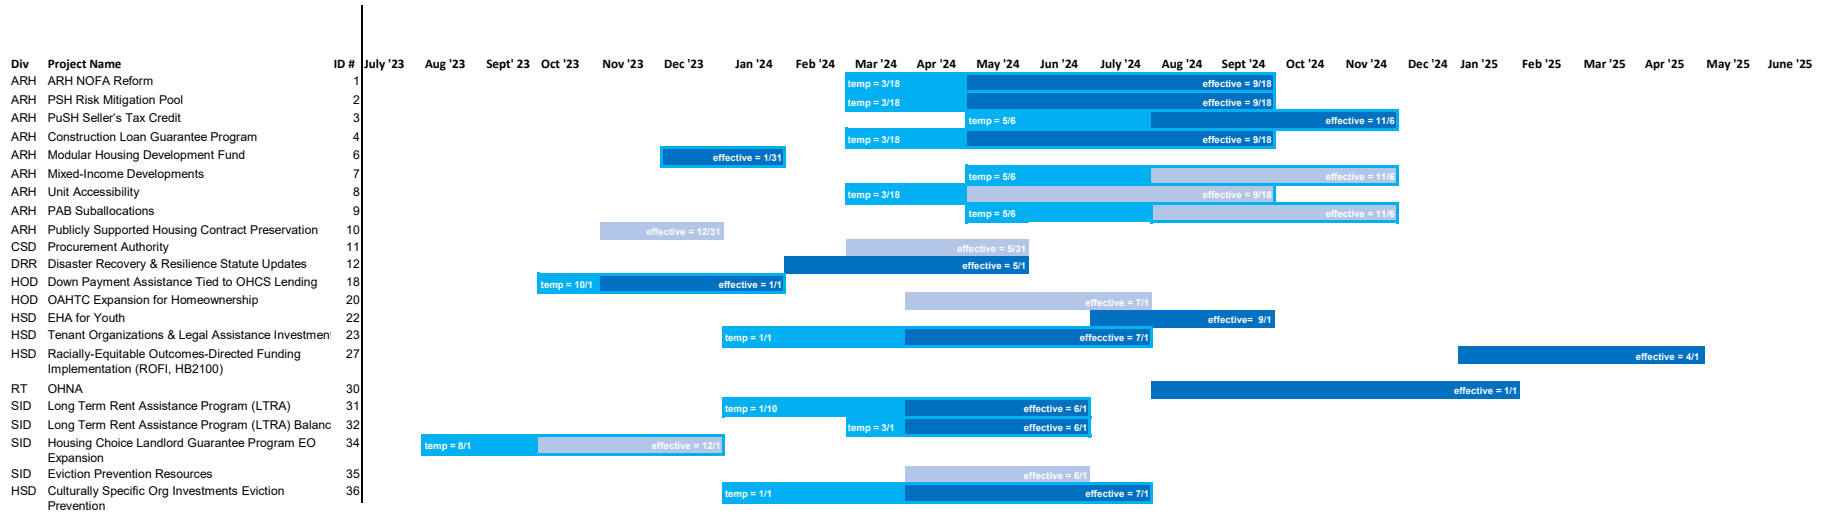 Div Project Name ID # July '23 Aug '23 Sept' 23 Oct '23 Nov '23 Dec '23 Jan '24 Feb '24 Mar '24 Apr '24 May '24 Jun '24 July '24 Aug '24 Sept '24 Oct '24 Nov '24 Dec '24 Jan '25 Feb '25 Mar '25 Apr '25 May '25 June '25
ARH ARH NOFA Reform 1 temp = 3/18 effective = 9/18
ARH PSH Risk Mitigation Pool 2 temp = 3/18 effective = 9/18
ARH PuSH Seller's Tax Credit 3 temp = 5/6 effective = 11/6
ARH Construction Loan Guarantee Program 4 temp = 3/18 effective = 9/18
ARH Modular Housing Development Fund 6 effective = 1/31
ARH Mixed-Income Developments 7 temp = 5/6 effective = 11/6
ARH Unit Accessibility 8 temp = 3/18 effective = 9/18
ARH PAB Suballocations 9 temp = 5/6 effective = 11/6
ARH Publicly Supported Housing Contract Preservation 10 effective = 12/31
CSD Procurement Authority 11 effective = 5/31
DRR Disaster Recovery & Resilience Statute Updates 12 effective = 5/1
HOD Down Payment Assistance Tied to OHCS Lending 18 temp = 10/1 effective = 1/1
HOD OAHTC Expansion for Homeownership 20 effective = 7/1
HSD EHA for Youth 22 effective= 9/1
HSD Tenant Organizations & Legal Assistance Investment 23 temp = 1/1 effecctive = 7/1
HSD Racially-Equitable Outcomes-Directed Funding 27 effective = 4/1
Implementation (ROFI, HB2100)
RT OHNA 30 effective = 1/1
SID Long Term Rent Assistance Program (LTRA) 31 temp = 1/10 effective = 6/1
SID Long Term Rent Assistance Program (LTRA) Balanc 32 temp = 3/1 effective = 6/1
SID Housing Choice Landlord Guarantee Program EO 34 temp = 8/1 effective = 12/1
Expansion
SID Eviction Prevention Resources 35 effective = 6/1
HSD Culturally Specific Org Investments Eviction 36 temp = 1/1 effective = 7/1
Prevention